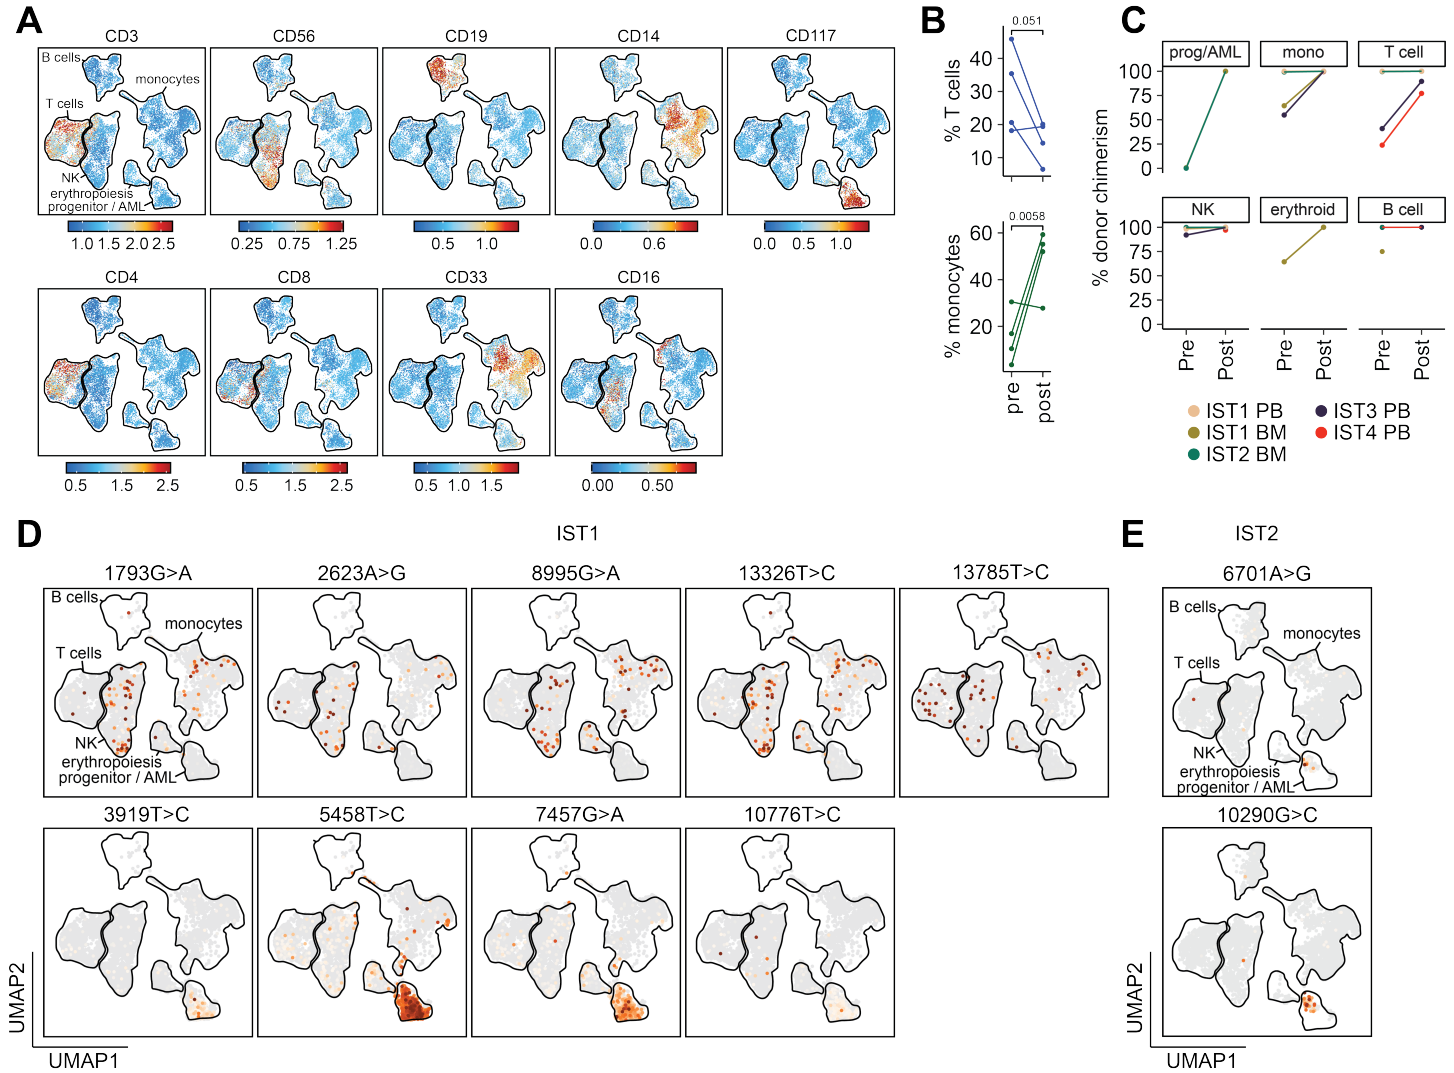 A
CD3
CD56
CD19
CD14
CD117
B cells
monocytes
T cells
NK
erythropoiesis
progenitor / AML
1.0 1.5 2.0 2.5
0.25 0.75 1.25
0.5 1.0
0.0 0.6
0.0 0.5 1.0
CD4
CD8
CD33
CD16
0.5 1.5 2.5
0.5 1.5 2.5
0.5 1.0 1.5
0.00 0.50
B
0.051
% T cells
40
30
20
10
0.0058
% monocytes
60
40
20
pre
post
C
% donor chimerism
prog/AML
mono
T cell
100
75
50
25
0
NK
erythroid
B cell
100
75
50
25
0
Pre
Post
Pre
Post
Pre
Post
IST1 PB
IST1 BM
IST2 BM
IST3 PB
IST4 PB
D
IST1
1793G>A
2623A>G
8995G>A
13326T>C
13785T>C
B cells
monocytes
T cells
NK
erythropoiesis
progenitor / AML
3919T>C
5458T>C
7457G>A
10776T>C
UMAP2
UMAP1
E
IST2
6701A>G
B cells
monocytes
T cells
NK
erythropoiesis
progenitor / AML
10290G>C
UMAP2
UMAP1